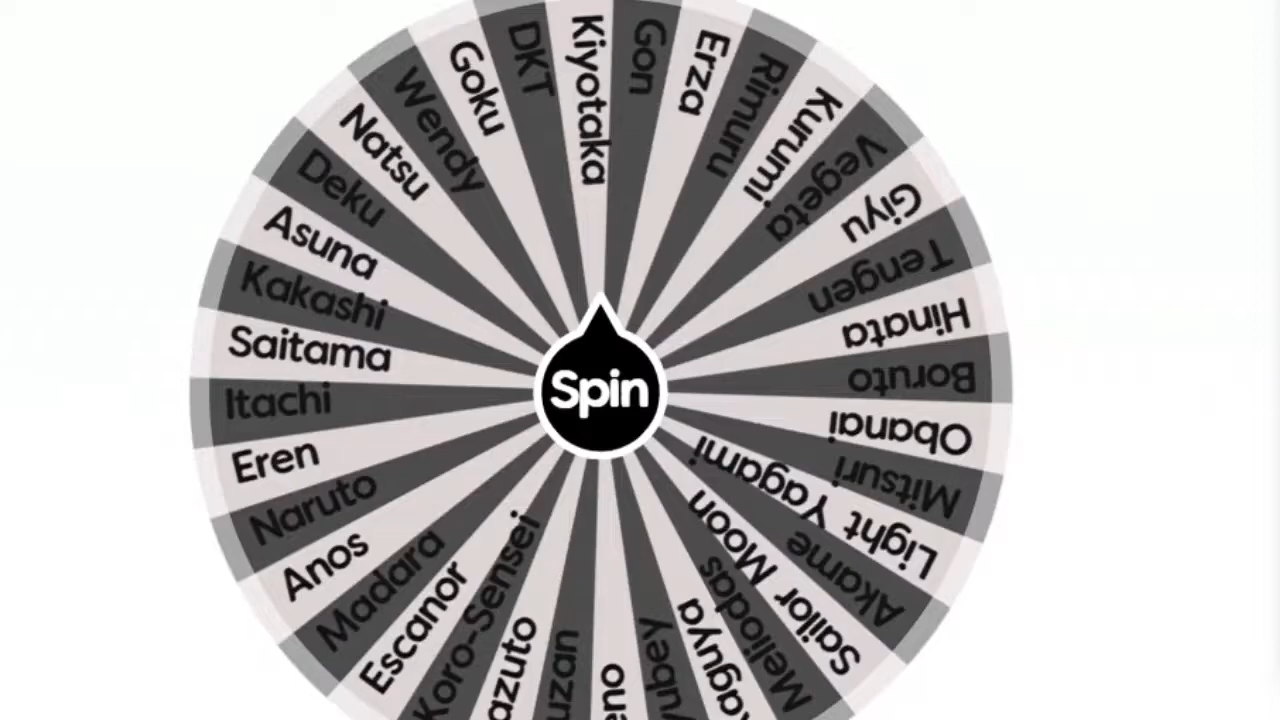 Kiyotaka
Gon
Erza
Rimuru
Kurumi
Vegeta
Giyu
Tengen
Hinata
Boruto
Obanai
Mitsuri
Light Yagami
Akame
Sailor Moon
Meliodas
Koro-Sensei
Escanor
Madara
Anos
Naruto
Eren
Itachi
Saitama
Kakashi
Asuna
Deku
Natsu
Wendy
Goku
DKT
Spin